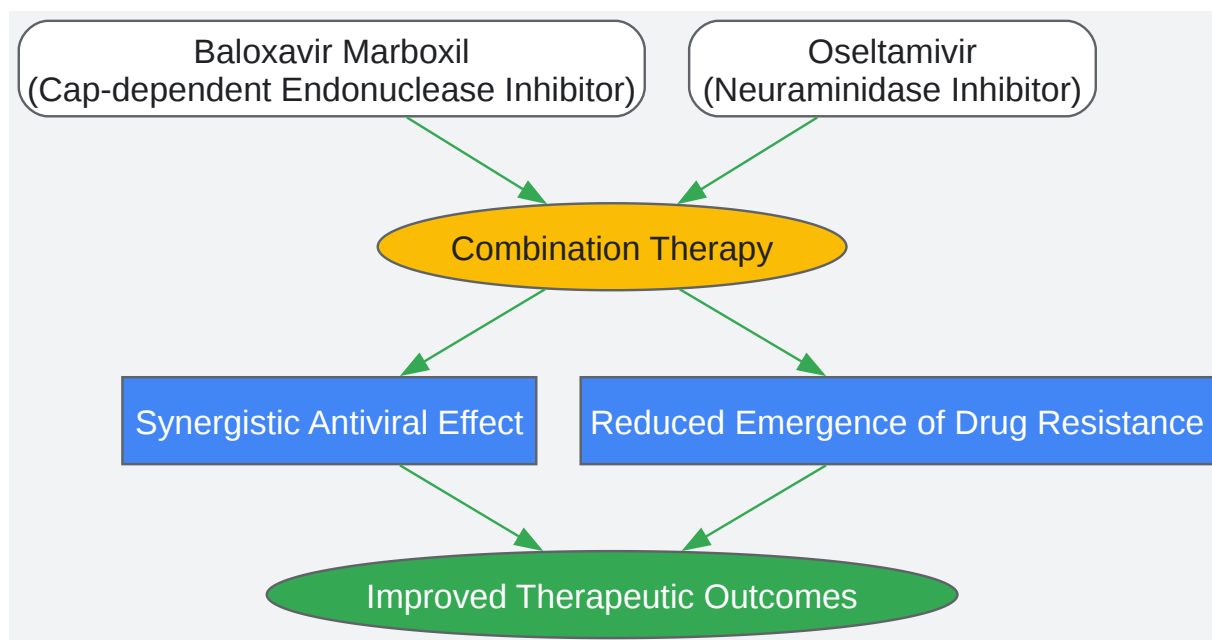 Baloxavir Marboxil
(Cap-dependent Endonuclease Inhibitor)
Oseltamivir
(Neuraminidase Inhibitor)
Combination Therapy
Synergistic Antiviral Effect
Reduced Emergence of Drug Resistance
Improved Therapeutic Outcomes